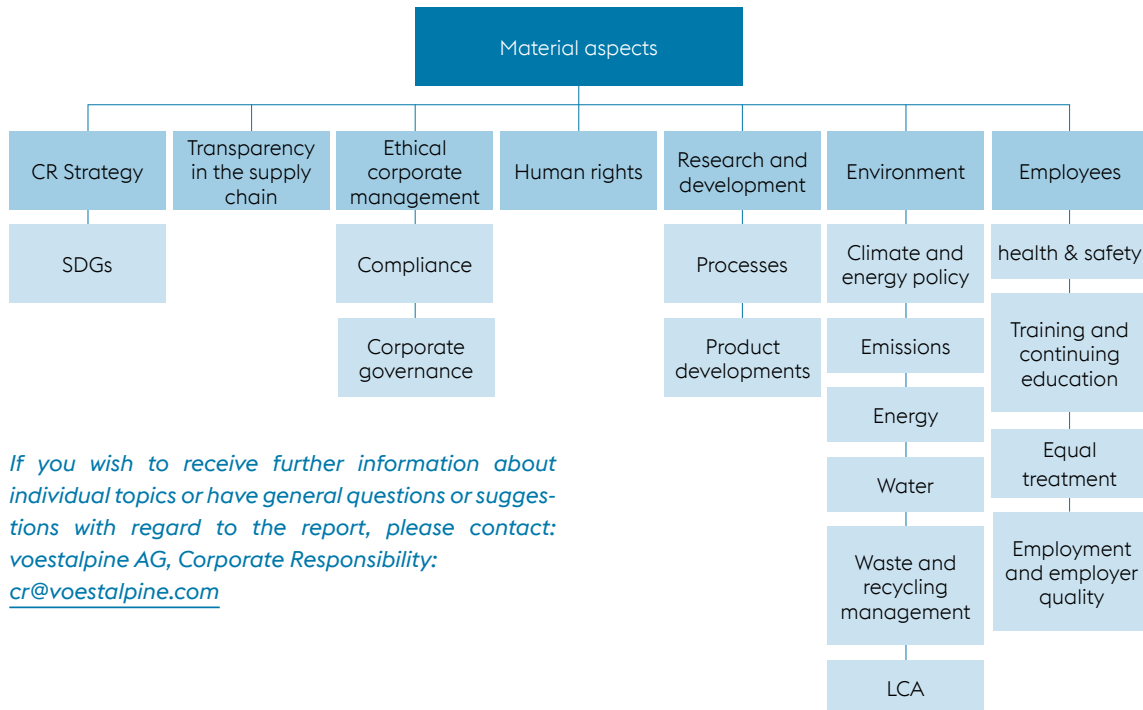 Material aspects
CR Strategy
Transparency
in the supply
chain
Ethical
corporate
management
Human rights
Research and
development
Environment
Employees
SDGs
Compliance
Corporate
governance
Processes
Product
developments
Climate and
energy policy
Emissions
Energy
Water
Waste and
recycling
management
LCA
health & safety
Training and
continuing
education
Equal
treatment
Employment
and employer
quality
If you wish to receive further information about
individual topics or have general questions or sugges-
tions with regard to the report, please contact:
voestalpine AG, Corporate Responsibility:
cr@voestalpine.com